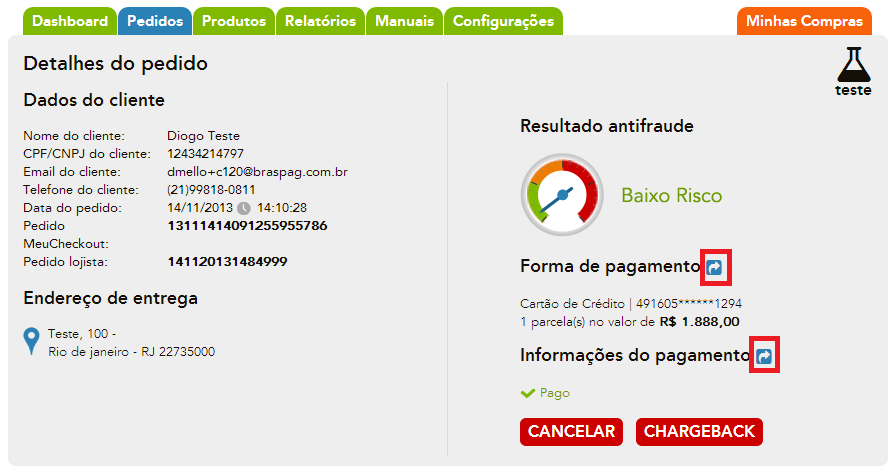 Dashboard Pedidos Produtos Relatórios Manuais Configurações Minhas Compras
teste
Detalhes do pedido
Dados do cliente
Nome do cliente: Diogo Teste
CPF/CNPJ do cliente: 12434214797
Email do cliente: dmello+c120@braspag.com.br
Telefone do cliente: (21)99818-0811
Data do pedido: 14/11/2013 14:10:28
Pedido 13111414091255955786
MeuCheckout:
Pedido lojista: 141120131484999
Endereço de entrega
Teste, 100 -
Rio de janeiro - RJ 22735000
Resultado antifraude
Baixo Risco
Forma de pagamento
Cartão de Crédito | 491605******1294
1 parcela(s) no valor de R$ 1.888,00
Informações do pagamento
Pago
CANCELAR CHARGEBACK